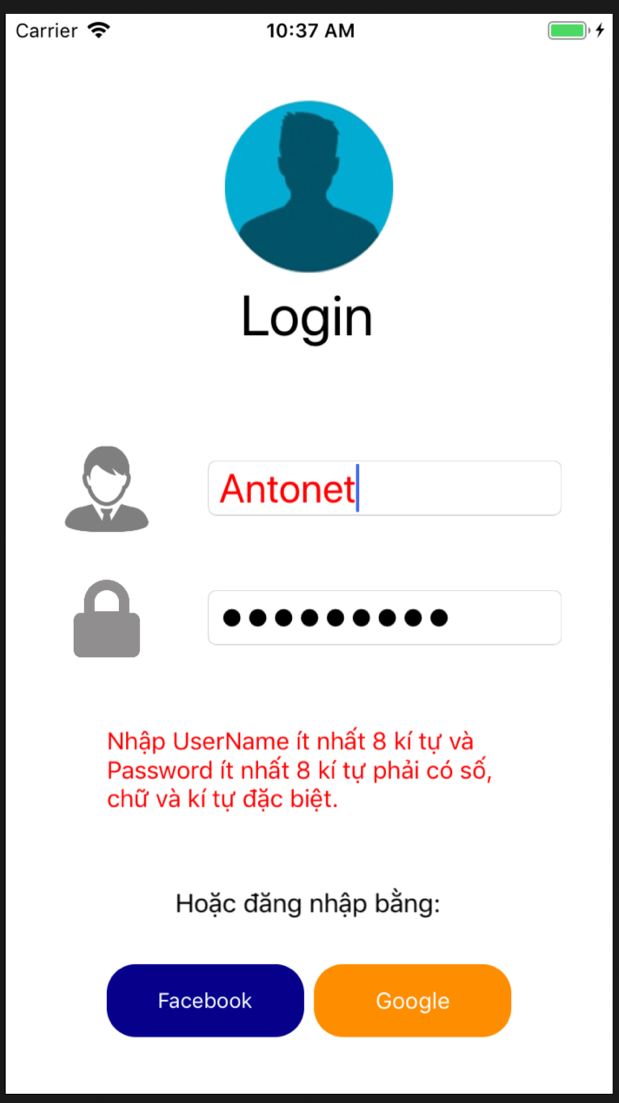 Carrier 10:37 AM
Login
Antonet
Nhập UserName ít nhất 8 kí tự và
Password ít nhất 8 kí tự phải có số,
chữ và kí tự đặc biệt.
Hoặc đăng nhập bằng:
Facebook Google